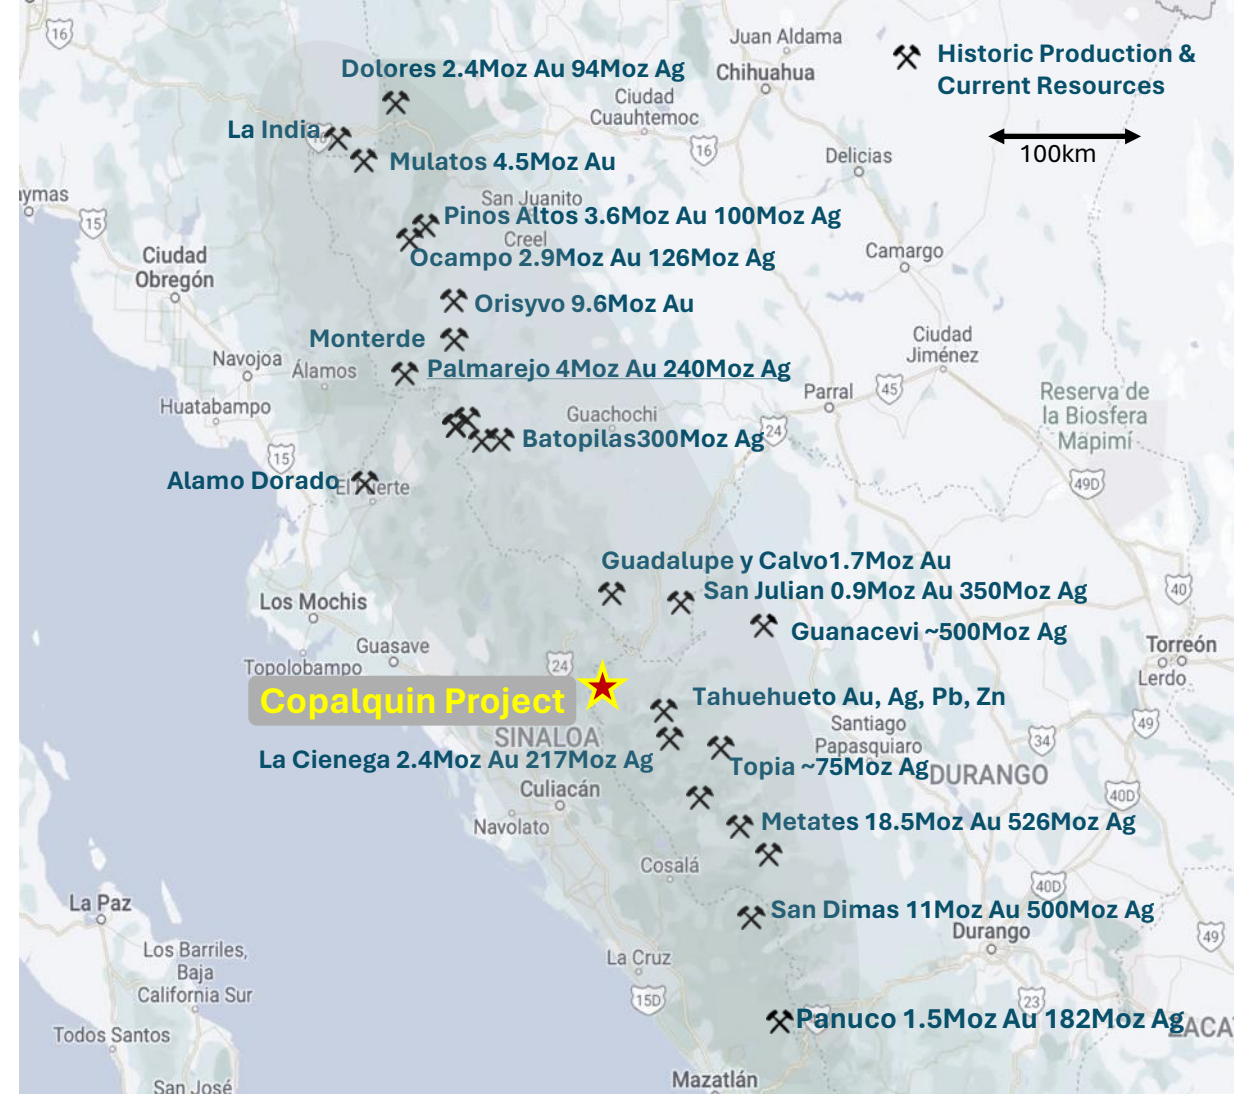 16
Juan Aldama
Historic Production &
Current Resources
Dolores 2.4Moz Au 94Moz Ag
Chihuahua
Ciudad
Cuauhtemoc
La India
16
100km
Mulatos 4.5Moz Au
Delicias
15
San Juanito
Pinos Altos 3.6Moz Au 100Moz Ag
Creel
Ciudad
Obregón
Ocampo 2.9Moz Au 126Moz Ag
Camargo
Orisyvo 9.6Moz Au
Monterde
Ciudad
Jiménez
Navojoa
Álamos
Palmarejo 4Moz Au 240Moz Ag
Parral
45
Reserva de
la Biosfera
Mapimí
Huatabampo
Guachochi
Batopilas300Moz Ag
24
15
Alamo Dorado
49D
Guadalupe y Calvo1.7Moz Au
San Julian 0.9Moz Au 350Moz Ag
40
Los Mochis
Guanacevi ~500Moz Ag
Guasave
Torreón
Lerdo
Topolobampo
24
Copalquin Project
Tahuehueto Au, Ag, Pb, Zn
SINALOA
Santiago
Papasquiaro
49
34
La Cienega 2.4Moz Au 217Moz Ag
Topia ~75Moz Ag
DURANGO
Culiacán
40D
Navolato
Metates 18.5Moz Au 526Moz Ag
Cosalá
40D
La Paz
San Dimas 11Moz Au 500Moz Ag
Durango
49
Los Barriles,
Baja
California Sur
La Cruz
15D
23
Todos Santos
Panuco 1.5Moz Au 182Moz Ag
Mazatlán
San José